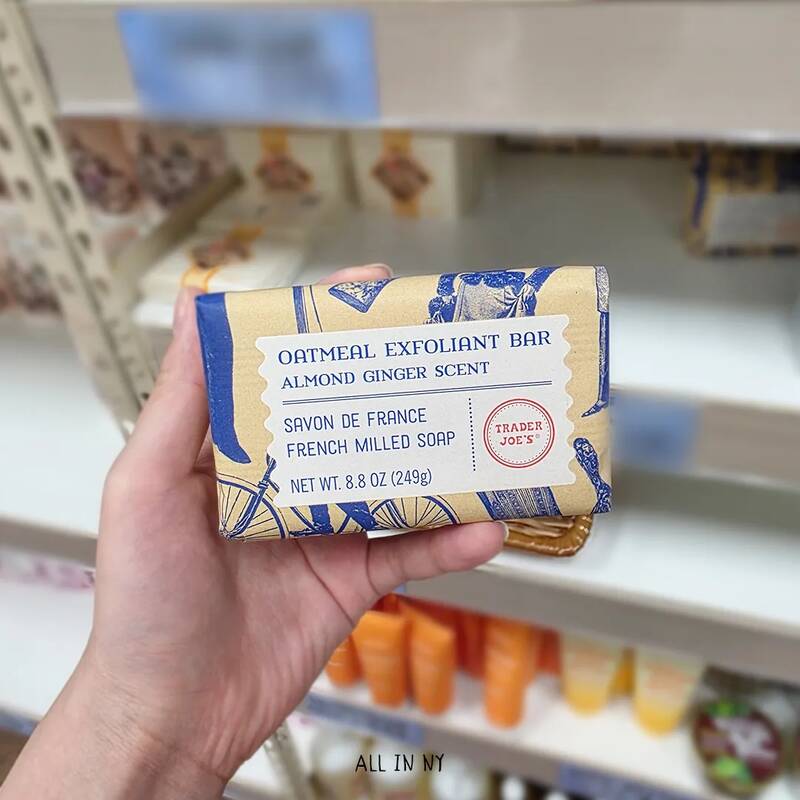 OATMEAL EXFOLIANT BAR
ALMOND GINGER SCENT
SAVON DE FRANCE
FRENCH MILLED SOAP
NET WT. 8.8 OZ (249g)
TRADER
JOE'S®
ALL IN NY